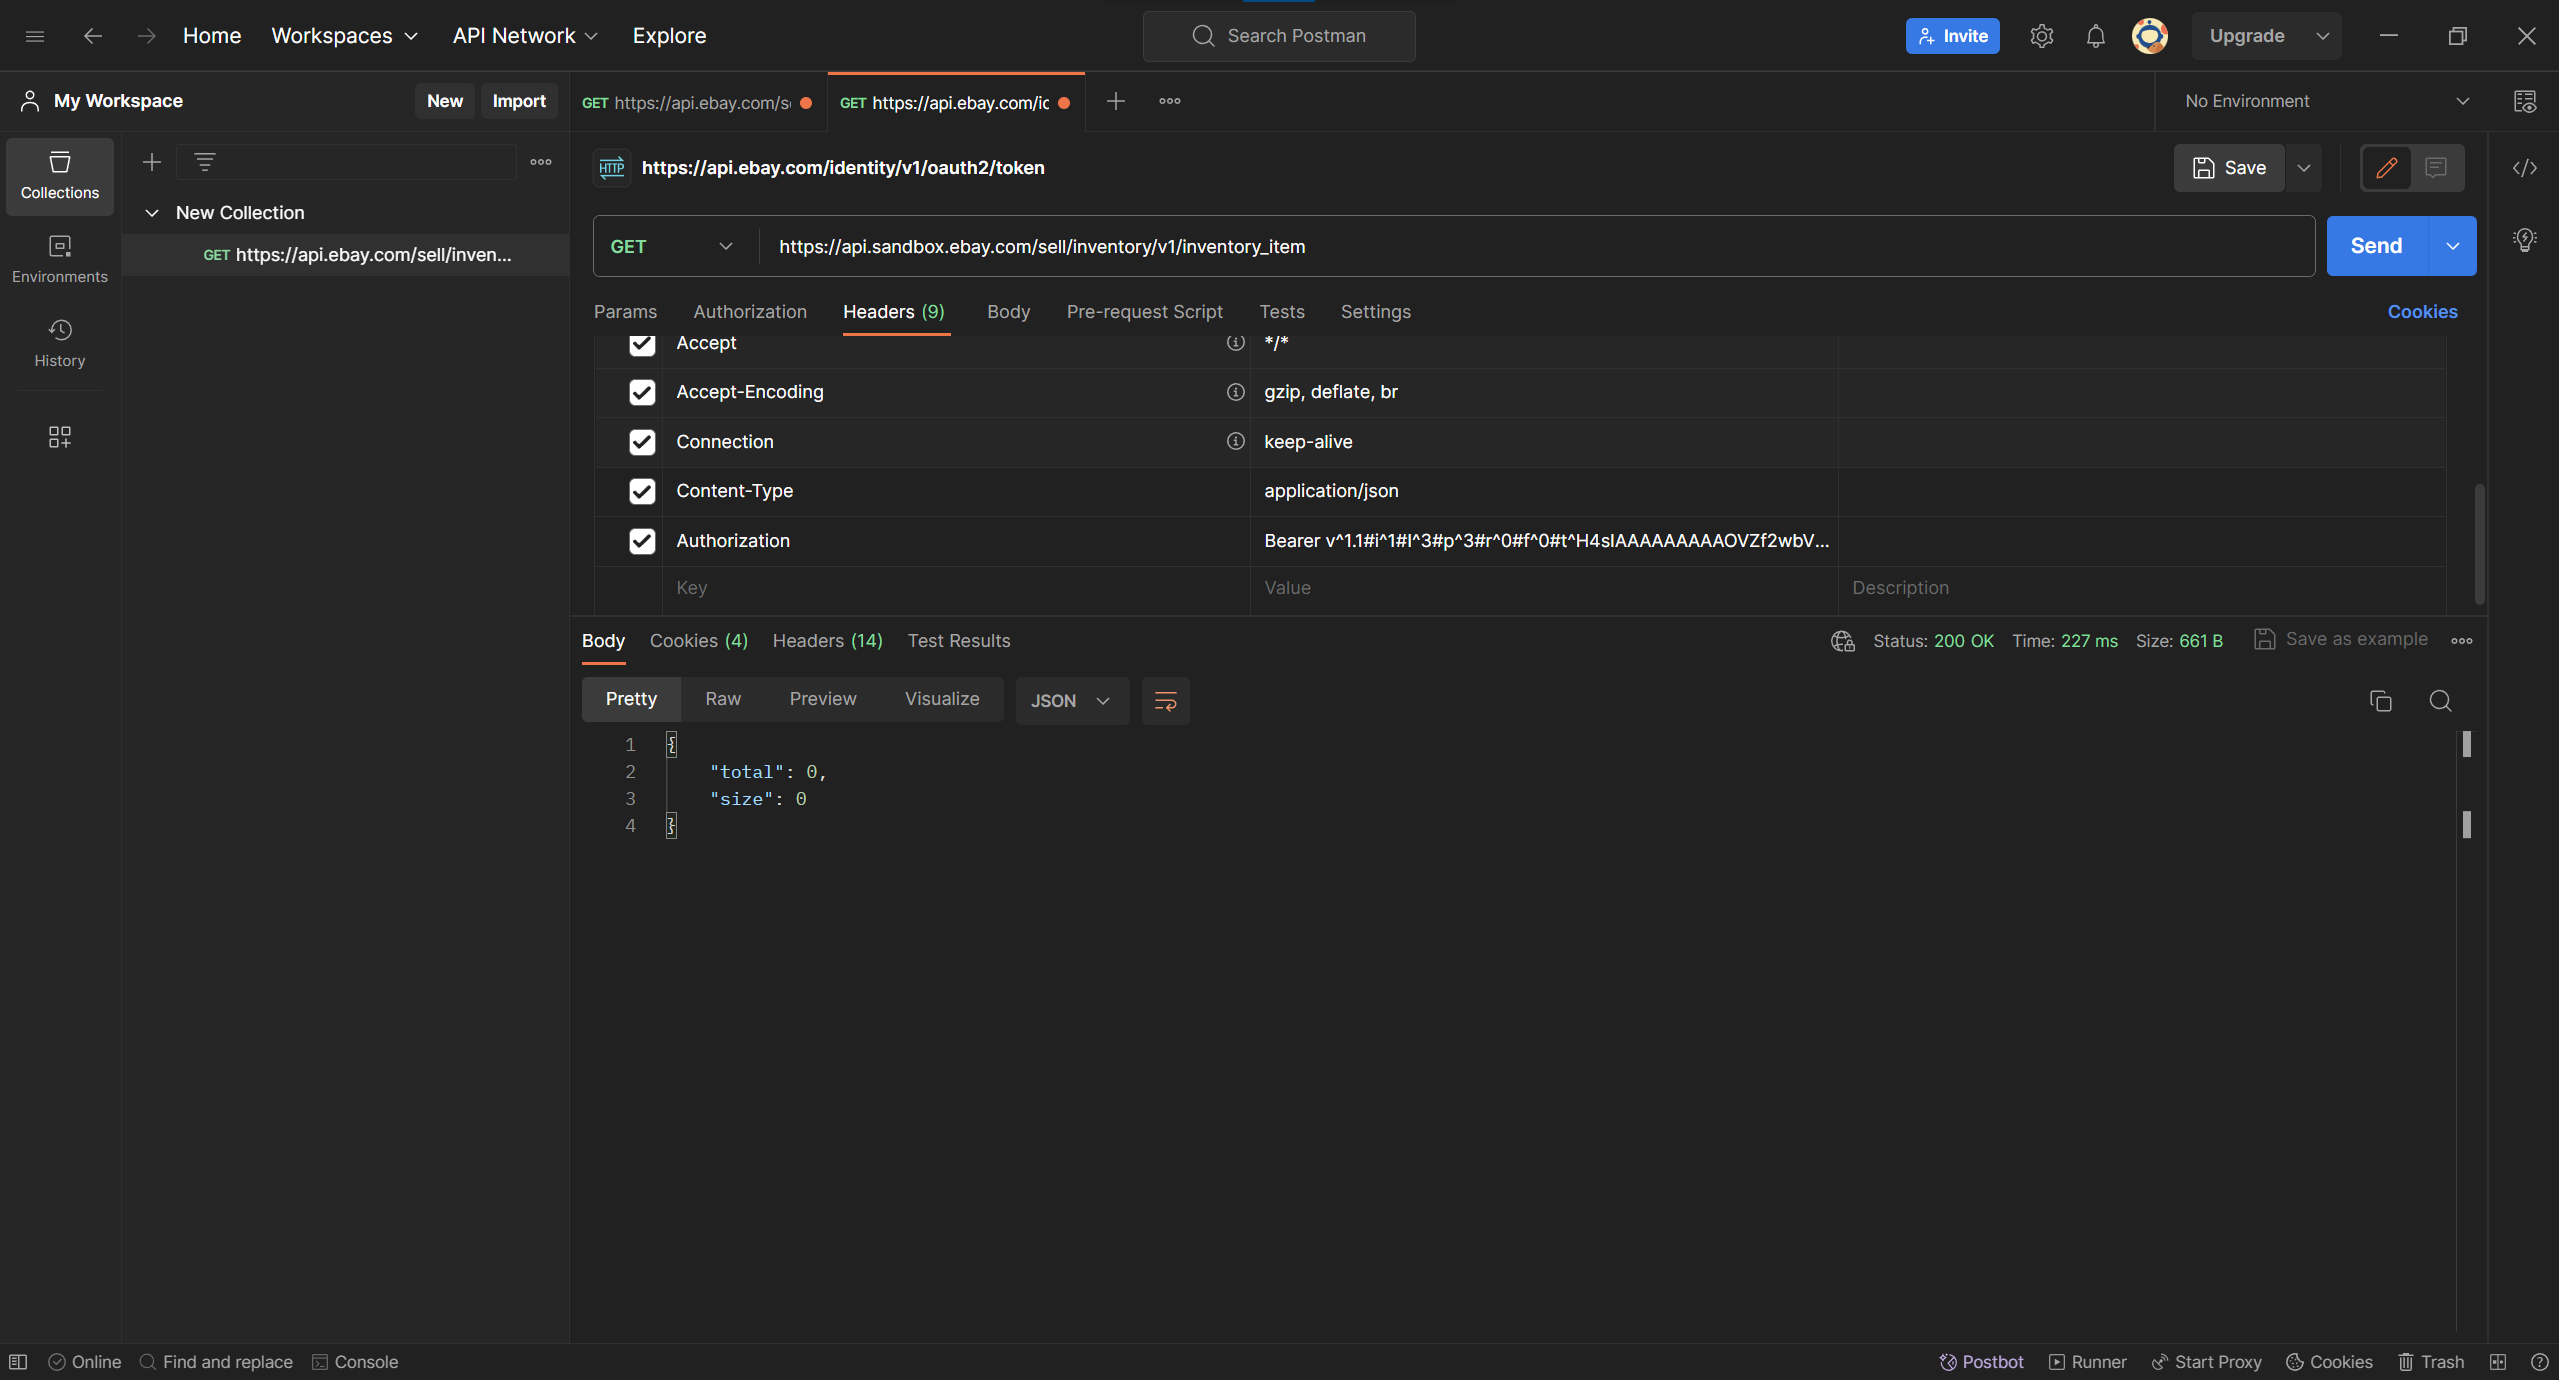 Home
Workspaces
API Network
Explore
Search Postman
Invite
Upgrade
My Workspace
New
Import
GET https://api.ebay.com/s
GET https://api.ebay.com/ic
No Environment
Collections
Environments
History
New Collection
GET https://api.ebay.com/sell/inven...
HTTP
https://api.ebay.com/identity/v1/oauth2/token
Save
GET
https://api.sandbox.ebay.com/sell/inventory/v1/inventory_item
Send
Params
Authorization
Headers (9)
Body
Pre-request Script
Tests
Settings
Cookies
Accept
*/*
Accept-Encoding
gzip, deflate, br
Connection
keep-alive
Content-Type
application/json
Authorization
Bearer v^1.1#i^1#I^3#p^3#r^0#f^0#t^H4sIAAAAAAAAAOVZf2wbV...
Key
Value
Description
Body
Cookies (4)
Headers (14)
Test Results
Status: 200 OK
Time: 227 ms
Size: 661 B
Save as example
Pretty
Raw
Preview
Visualize
JSON
1 {
2 "total": 0,
3 "size": 0
4 }
Online
Find and replace
Console
Postbot
Runner
Start Proxy
Cookies
Trash